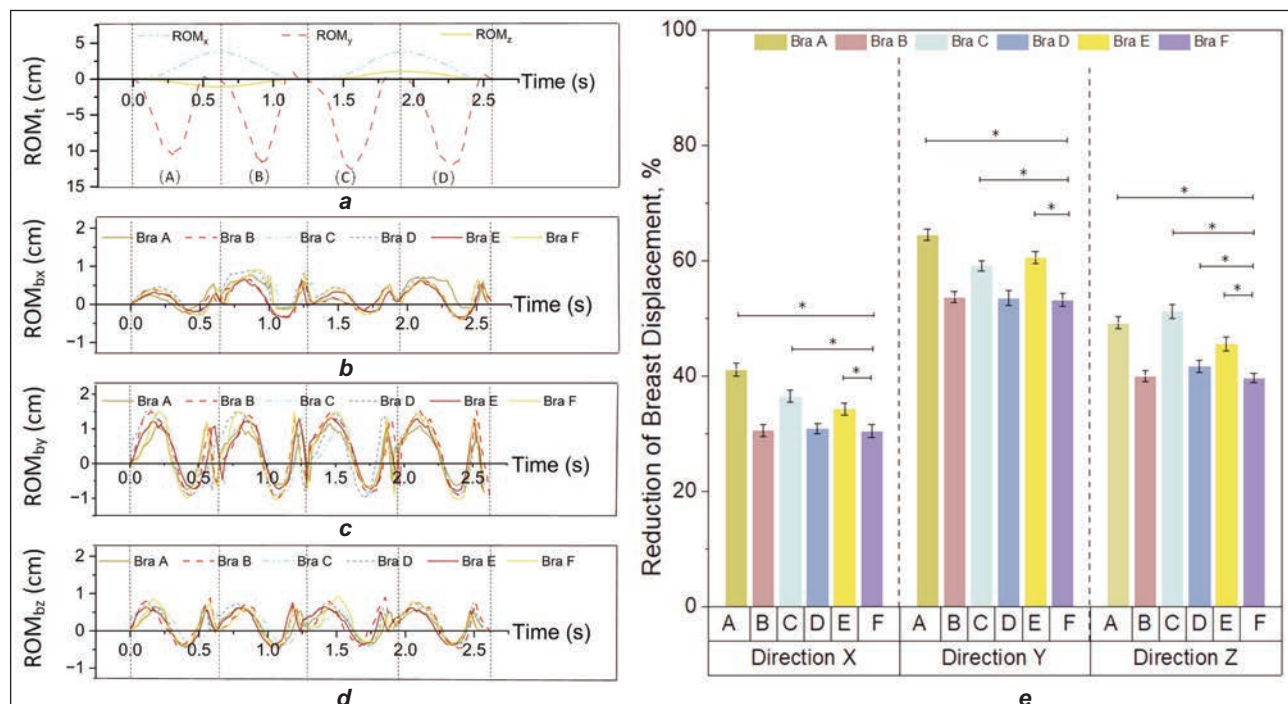 ROMₓ ROMᵧ ROM_z
ROMₜ (cm)
5
0
5
10
15
0.0 0.5 1.0 1.5 2.0 2.5
Time (s)
(A) (B) (C) (D)
a
ROM_bx (cm)
2
1
0
−1
Bra A Bra B Bra C Bra D Bra E Bra F
0.0 0.5 1.0 1.5 2.0 2.5
Time (s)
b
ROM_by (cm)
2
1
0
−1
Bra A Bra B Bra C Bra D Bra E Bra F
0.0 0.5 1.0 1.5 2.0 2.5
Time (s)
c
ROM_bz (cm)
2
1
0
−1
Bra A Bra B Bra C Bra D Bra E Bra F
0.0 0.5 1.0 1.5 2.0 2.5
Time (s)
d
Reduction of Breast Displacement, %
100
80
60
40
20
0
Bra A Bra B Bra C Bra D Bra E Bra F
* * *
* * *
* * * *
A B C D E F A B C D E F A B C D E F
Direction X Direction Y Direction Z
e